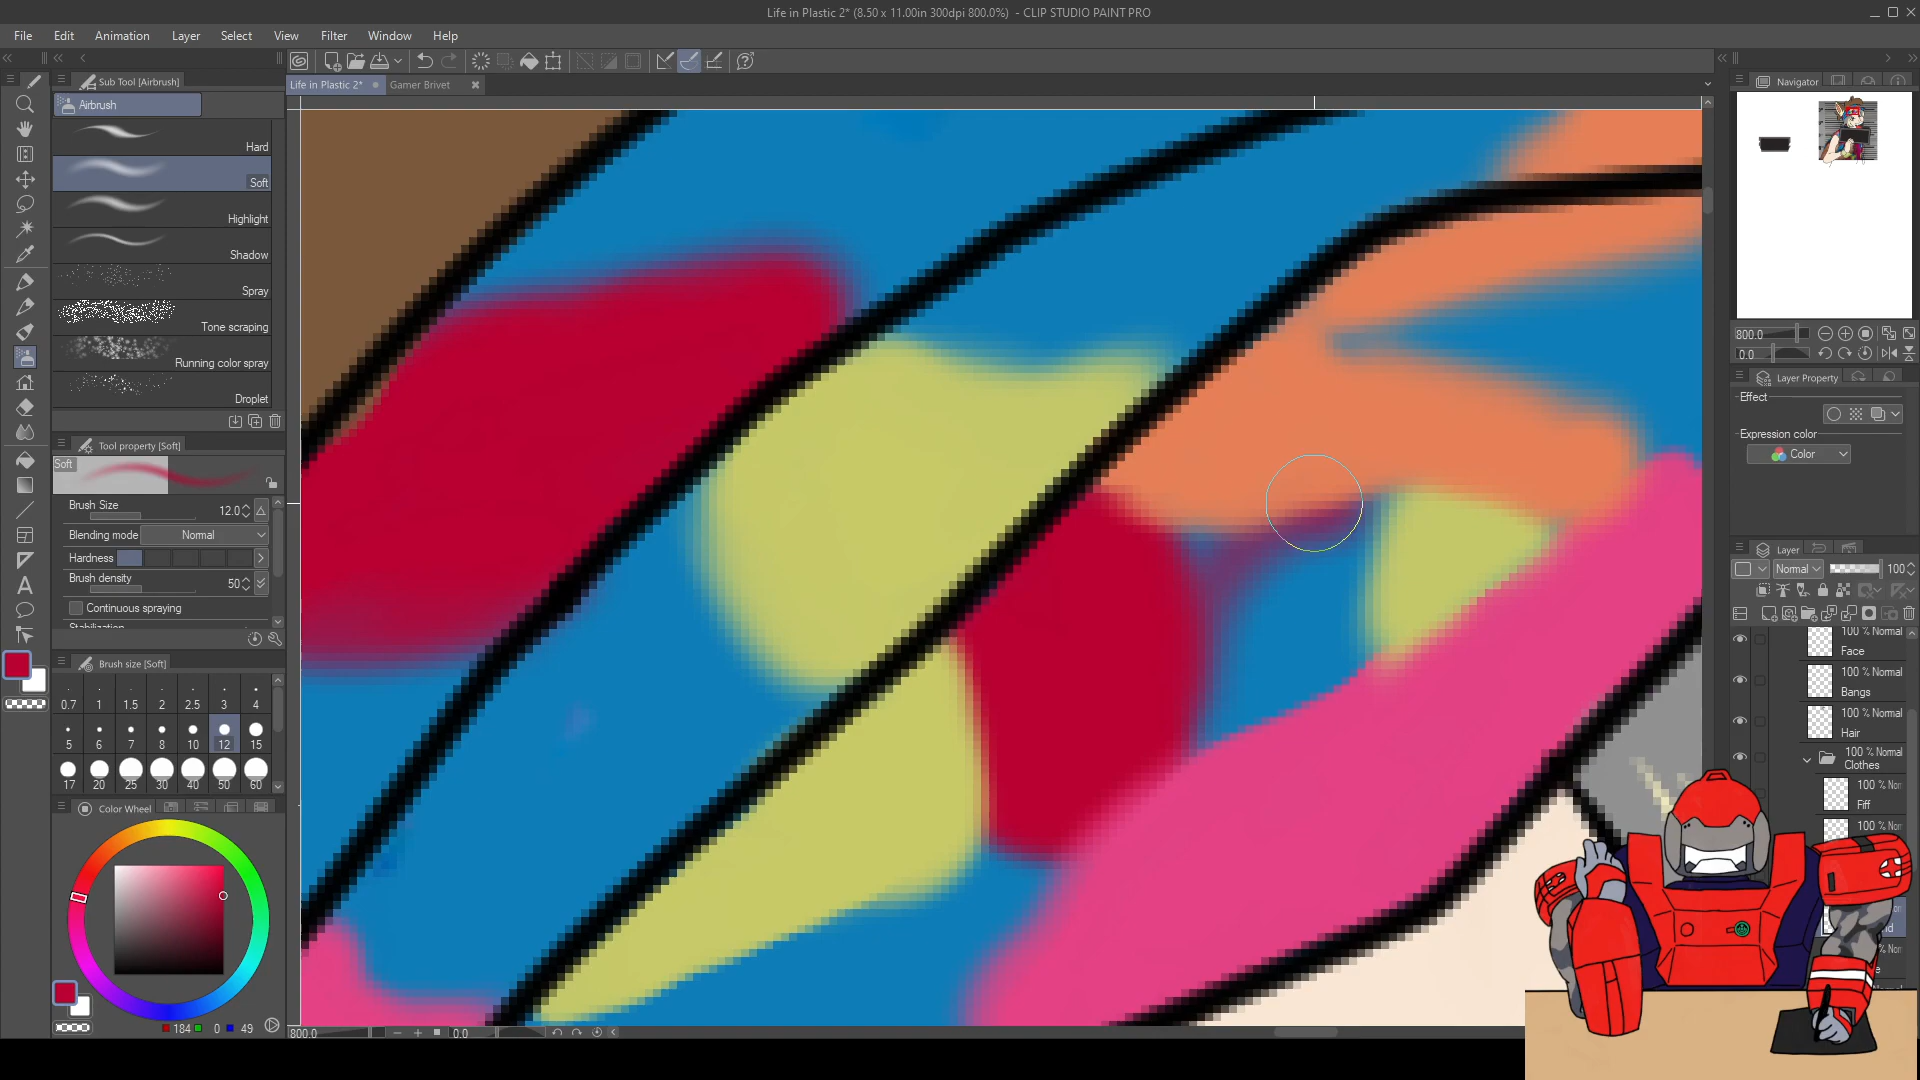 Life in Plastic 2* (8.50 x 11.00in 300dpi 800.0%) - CLIP STUDIO PAINT PRO
File Edit Animation Layer Select View Filter Window Help
Sub Tool [Airbrush]
Life in Plastic 2* Gamer Brivet
Navigator
Airbrush
Hard
Soft
Highlight
Shadow
Spray
Tone scraping
Running color spray
Droplet
800.0
0.0
Layer Property
Effect
Expression color
Color
Tool property [Soft]
Soft
Brush Size 12.0
Blending mode Normal
Hardness
Brush density 50
Continuous spraying
Stabilization
Layer
Normal 100
100 % Normal
Face
100 % Normal
Bangs
100 % Normal
Hair
100 % Normal
Clothes
100 % Nor
Fiff
100 % Nor
Brush size [Soft]
0.7 1 1.5 2 2.5 3 4
5 6 7 8 10 12 15
17 20 25 30 40 50 60
Color Wheel
184 0 49
800.0 0.0